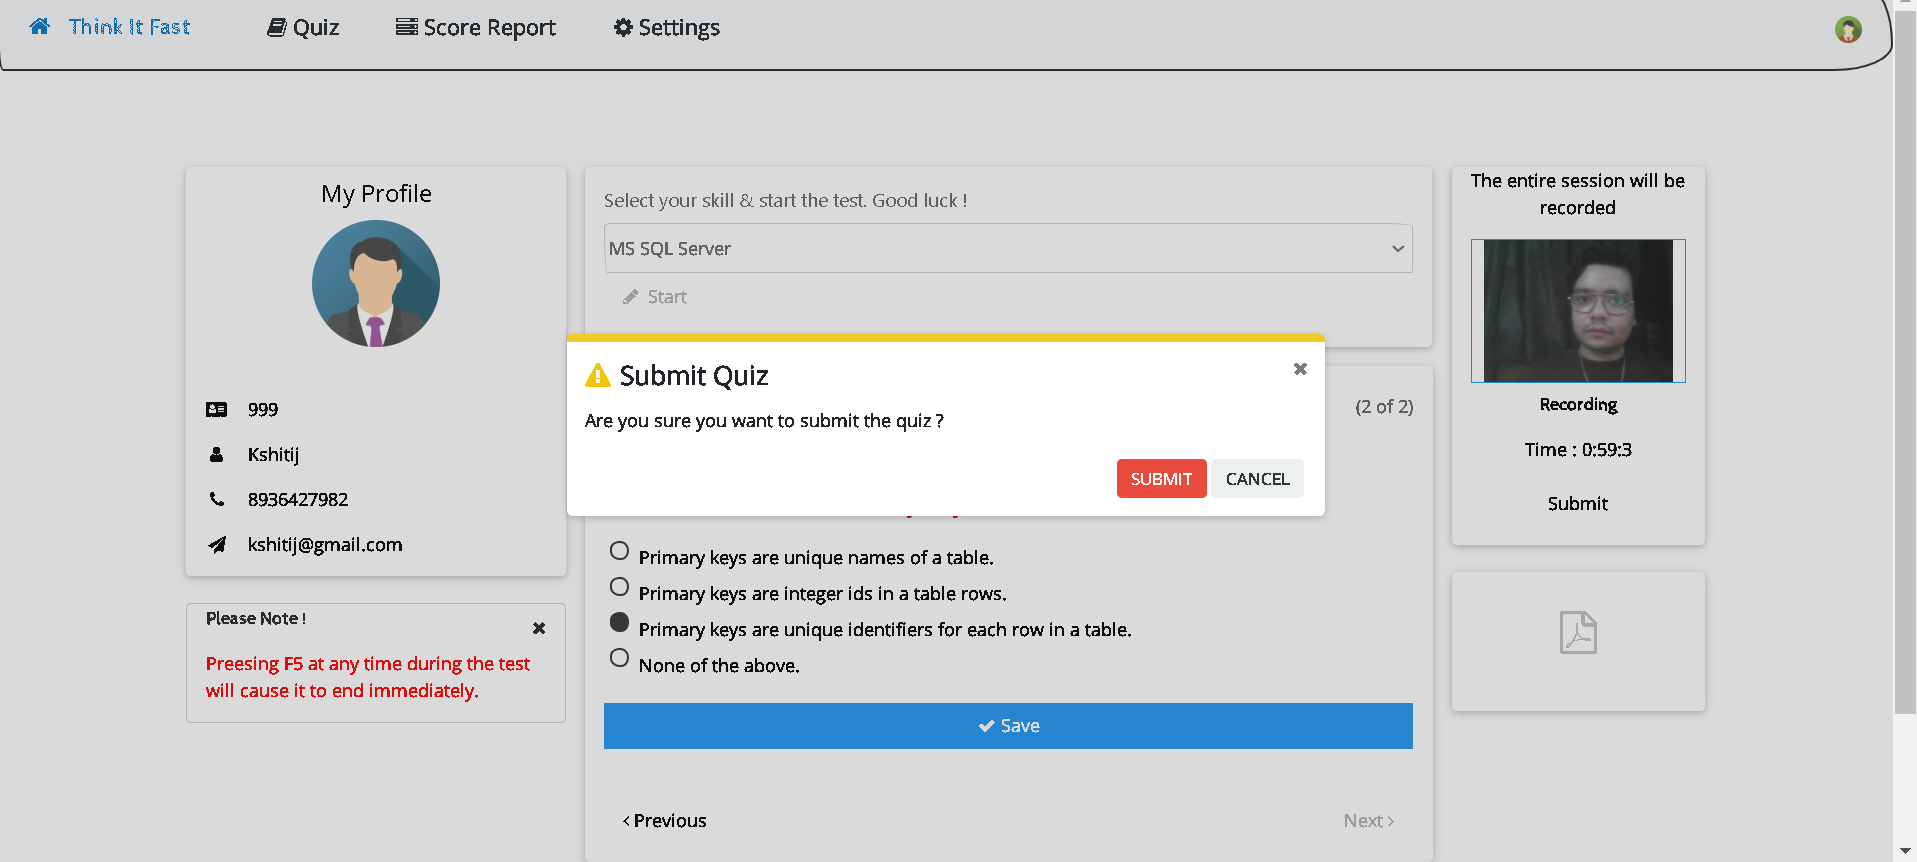 Think It Fast
Quiz
Score Report
Settings
My Profile
999
Kshitij
8936427982
kshitij@gmail.com
Please Note !
Preesing F5 at any time during the test
will cause it to end immediately.
Select your skill & start the test. Good luck !
MS SQL Server
Start
Submit Quiz
Are you sure you want to submit the quiz ?
SUBMIT
CANCEL
(2 of 2)
Primary keys are unique names of a table.
Primary keys are integer ids in a table rows.
Primary keys are unique identifiers for each row in a table.
None of the above.
Save
Previous
Next
The entire session will be
recorded
Recording
Time : 0:59:3
Submit